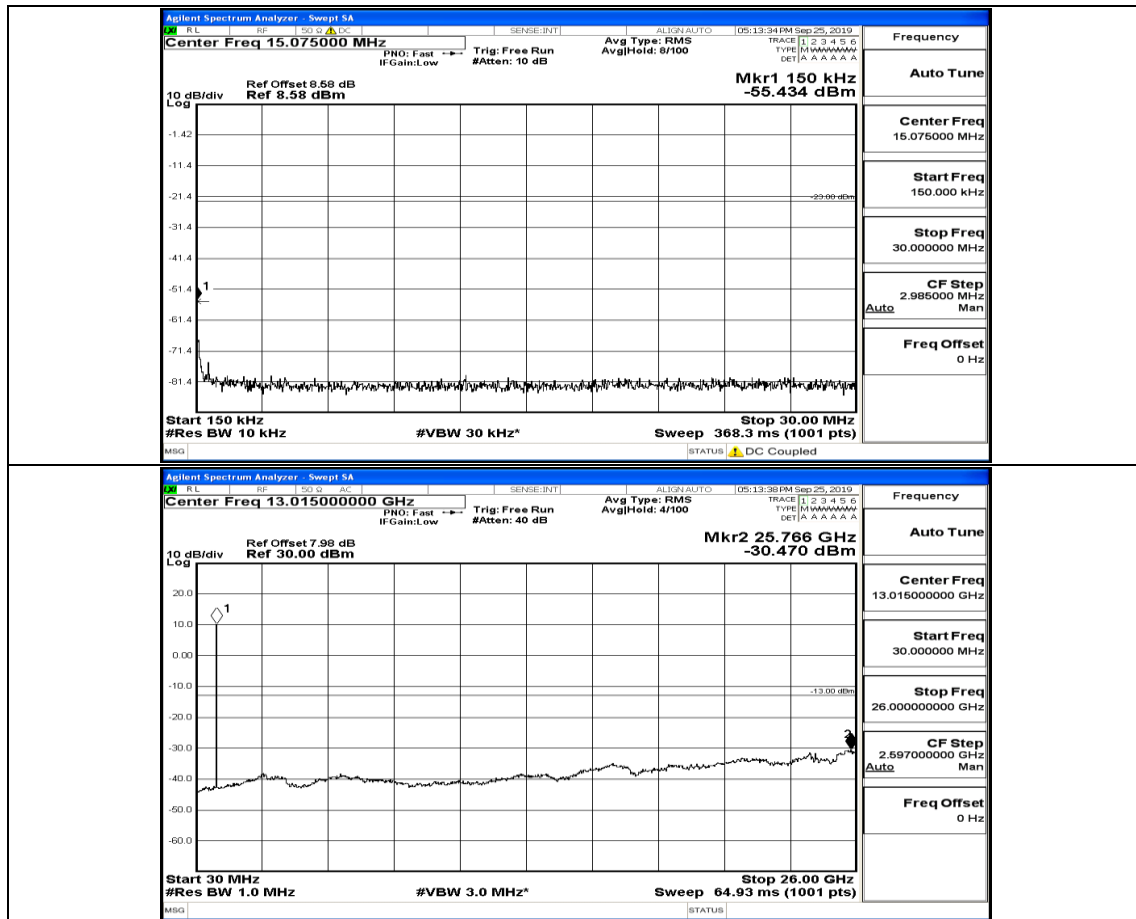 Agilent Spectrum Analyzer - Swept SA
LXI RL RF 50 Ω DC SENSE:INT ALIGN AUTO 05:13:34 PM Sep 25, 2019
Center Freq 15.075000 MHz
PNO: Fast Trig: Free Run
IFGain:Low #Atten: 10 dB
Avg Type: RMS
Avg|Hold: 8/100
TRACE 1 2 3 4 5 6
TYPE M W W W W W
DET A A A A A A
Ref Offset 8.58 dB
10 dB/div Ref 8.58 dBm
Log
Mkr1 150 kHz
-55.434 dBm
-1.42
-11.4
-21.4
-23.00 dBm
-31.4
-41.4
-51.4
1
-61.4
-71.4
-81.4
Start 150 kHz Stop 30.00 MHz
#Res BW 10 kHz #VBW 30 kHz* Sweep 368.3 ms (1001 pts)
MSG STATUS DC Coupled
Frequency
Auto Tune
Center Freq
15.075000 MHz
Start Freq
150.000 kHz
Stop Freq
30.000000 MHz
CF Step
2.985000 MHz
Auto Man
Freq Offset
0 Hz
Agilent Spectrum Analyzer - Swept SA
LXI RL RF 50 Ω AC SENSE:INT ALIGN AUTO 05:13:38 PM Sep 25, 2019
Center Freq 13.015000000 GHz
PNO: Fast Trig: Free Run
IFGain:Low #Atten: 40 dB
Avg Type: RMS
Avg|Hold: 4/100
TRACE 1 2 3 4 5 6
TYPE M W W W W W
DET A A A A A A
Ref Offset 7.98 dB
10 dB/div Ref 30.00 dBm
Log
Mkr2 25.766 GHz
-30.470 dBm
20.0
1
10.0
0.00
-10.0
-13.00 dBm
-20.0
2
-30.0
-40.0
-50.0
-60.0
Start 30 MHz Stop 26.00 GHz
#Res BW 1.0 MHz #VBW 3.0 MHz* Sweep 64.93 ms (1001 pts)
MSG STATUS
Frequency
Auto Tune
Center Freq
13.015000000 GHz
Start Freq
30.000000 MHz
Stop Freq
26.000000000 GHz
CF Step
2.597000000 GHz
Auto Man
Freq Offset
0 Hz